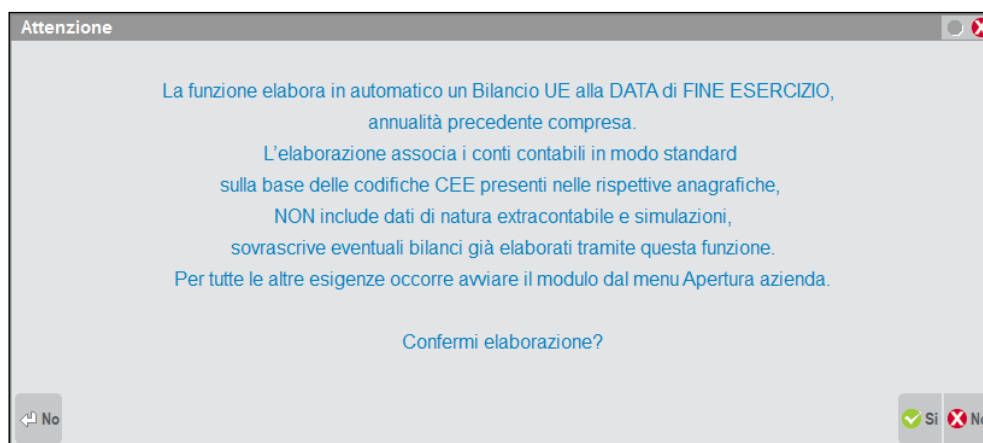 Attenzione
La funzione elabora in automatico un Bilancio UE alla DATA di FINE ESERCIZIO,
annualità precedente compresa.
L'elaborazione associa i conti contabili in modo standard
sulla base delle codifiche CEE presenti nelle rispettive anagrafiche,
NON include dati di natura extracontabile e simulazioni,
sovrascrive eventuali bilanci già elaborati tramite questa funzione.
Per tutte le altre esigenze occorre avviare il modulo dal menu Apertura azienda.
Confermi elaborazione?
No Si No